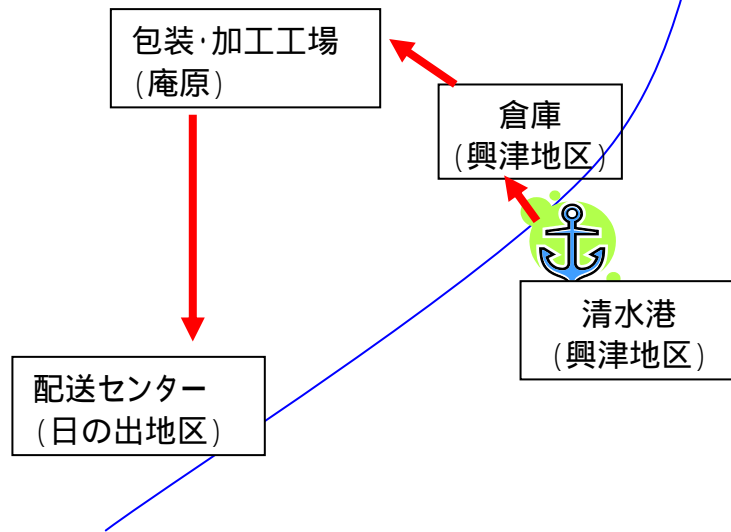 包装・加工工場
(庵原)
倉庫
(興津地区)
清水港
(興津地区)
配送センター
(日の出地区)